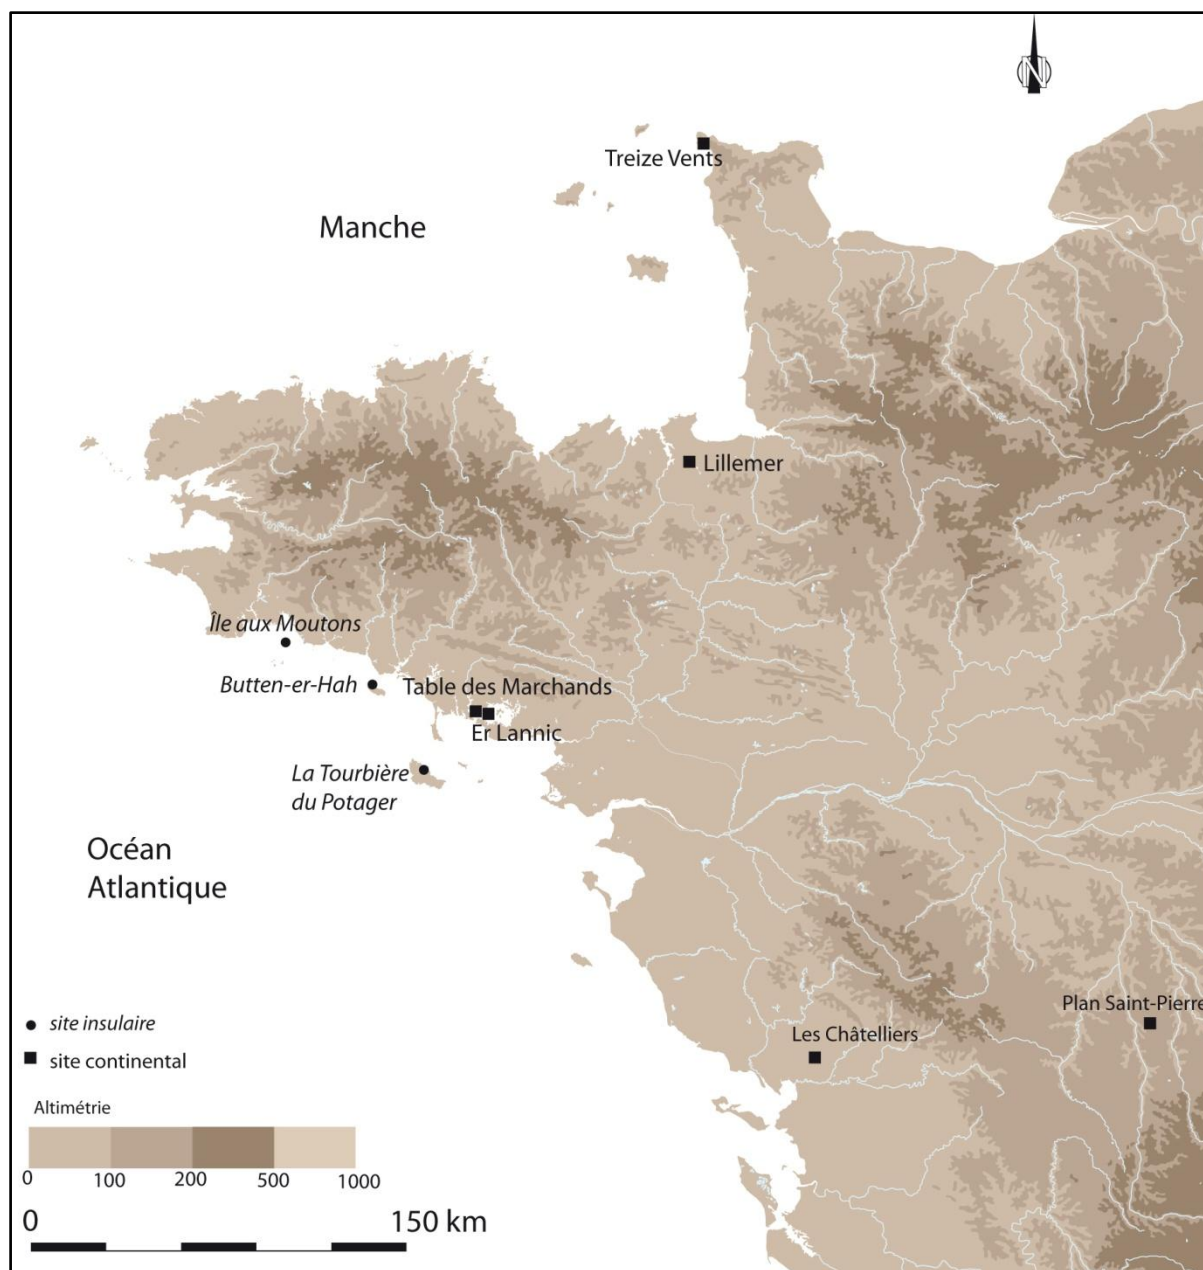 N
Treize Vents
Manche
Lillemer
Île aux Moutons
Butten-er-Hah
Table des Marchands
Er Lannic
La Tourbière
du Potager
Océan
Atlantique
Plan Saint-Pierre
Les Châtelliers
site insulaire
site continental
Altimétrie
0 100 200 500 1000
0 150 km